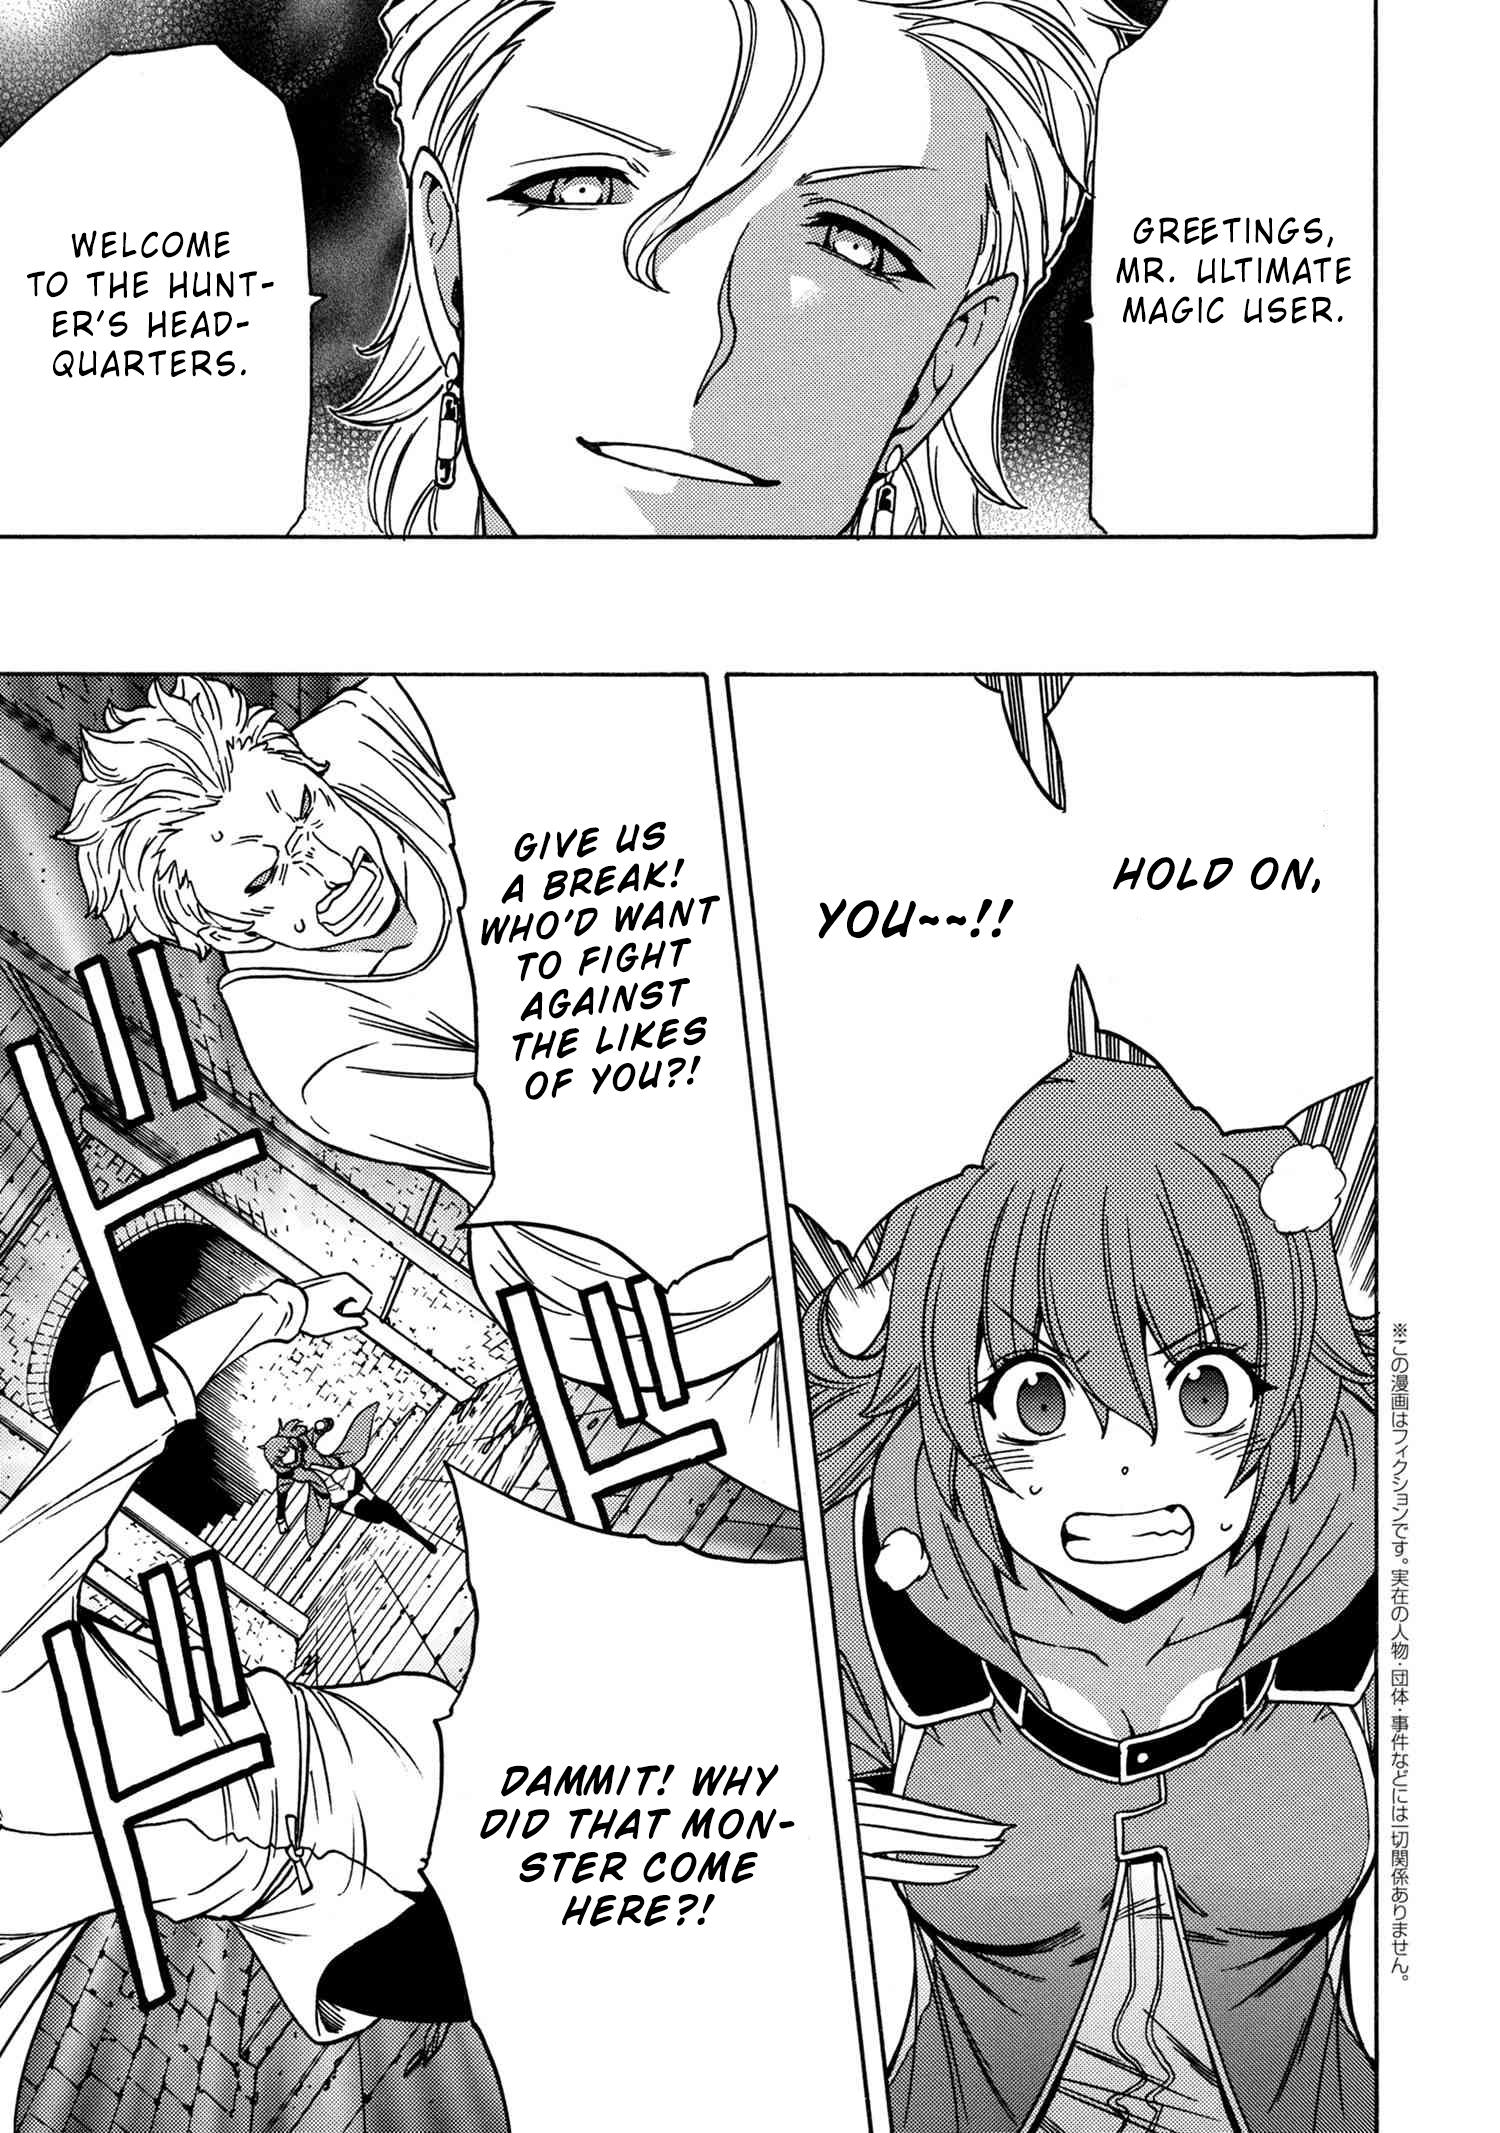 GREETINGS,
MR. ULTIMATE
MAGIC USER.
WELCOME
TO THE HUNT-
ER'S HEAD-
QUARTERS.
HOLD ON,
YOU~~!!
GIVE US
A BREAK!
WHO'D WANT
TO FIGHT
AGAINST
THE LIKES
OF YOU?!
ド
ド
ド
DAMMIT! WHY
DID THAT MON-
STER COME
HERE?!
※この漫画はフィクションです。実在の人物・団体・事件などには一切関係ありません。